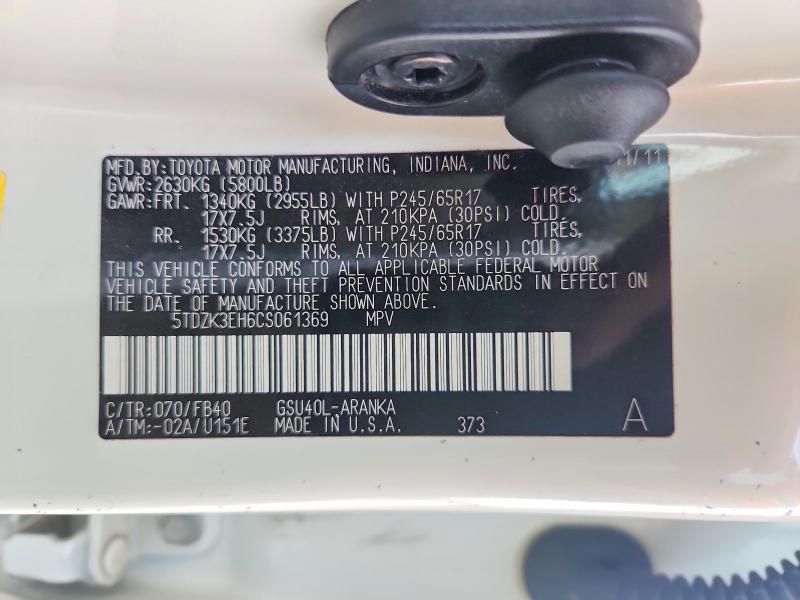 MFD.BY:TOYOTA MOTOR MANUFACTURING, INDIANA, INC. 11/11
GVWR:2630KG (5800LB)
GAWR:FRT. 1340KG (2955LB) WITH P245/65R17 TIRES,
17X7.5J RIMS, AT 210KPA (30PSI) COLD.
RR. 1530KG (3375LB) WITH P245/65R17 TIRES,
17X7.5J RIMS, AT 210KPA (30PSI) COLD.
THIS VEHICLE CONFORMS TO ALL APPLICABLE FEDERAL MOTOR
VEHICLE SAFETY AND THEFT PREVENTION STANDARDS IN EFFECT ON
THE DATE OF MANUFACTURE SHOWN ABOVE.
5TDZK3EH6CS061369 MPV
C/TR:070/FB40 GSU40L-ARANKA
A/TM:-02A/U151E MADE IN U.S.A. 373 A